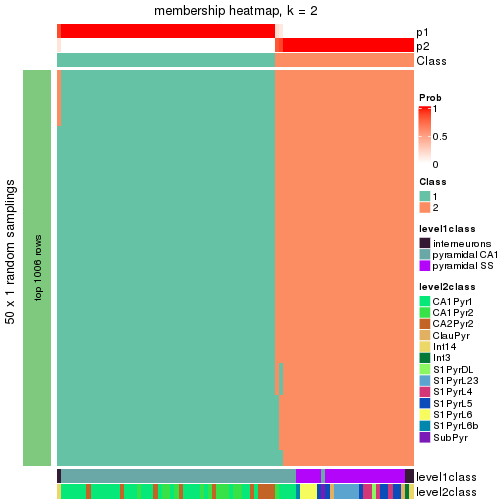 membership heatmap, k = 2
p1
p2
Class
50 x 1 random samplings
top 1006 rows
Prob
1
0.5
0
Class
1
2
level1class
interneurons
pyramidal CA1
pyramidal SS
level2class
CA1Pyr1
CA1Pyr2
CA2Pyr2
ClauPyr
Int14
Int3
S1PyrDL
S1PyrL23
S1PyrL4
S1PyrL5
S1PyrL6
S1PyrL6b
SubPyr
level1class
level2class